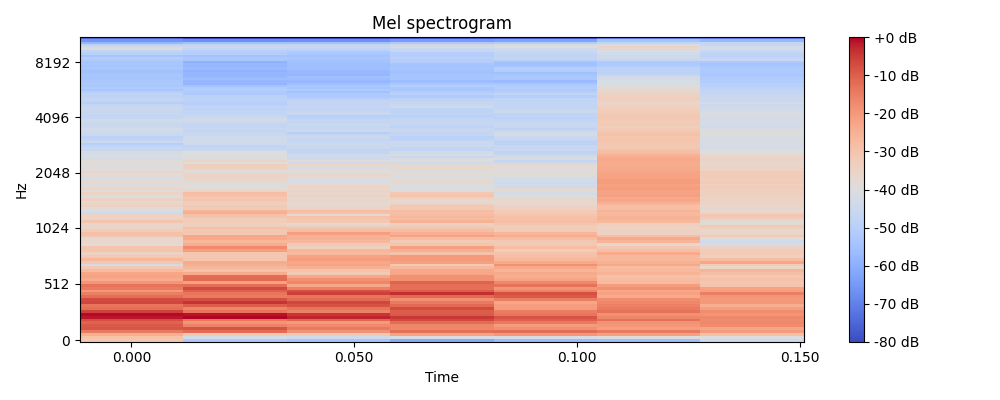 Mel spectrogram
Hz
8192
4096
2048
1024
512
0
0.000
0.050
0.100
0.150
Time
+0 dB
-10 dB
-20 dB
-30 dB
-40 dB
-50 dB
-60 dB
-70 dB
-80 dB